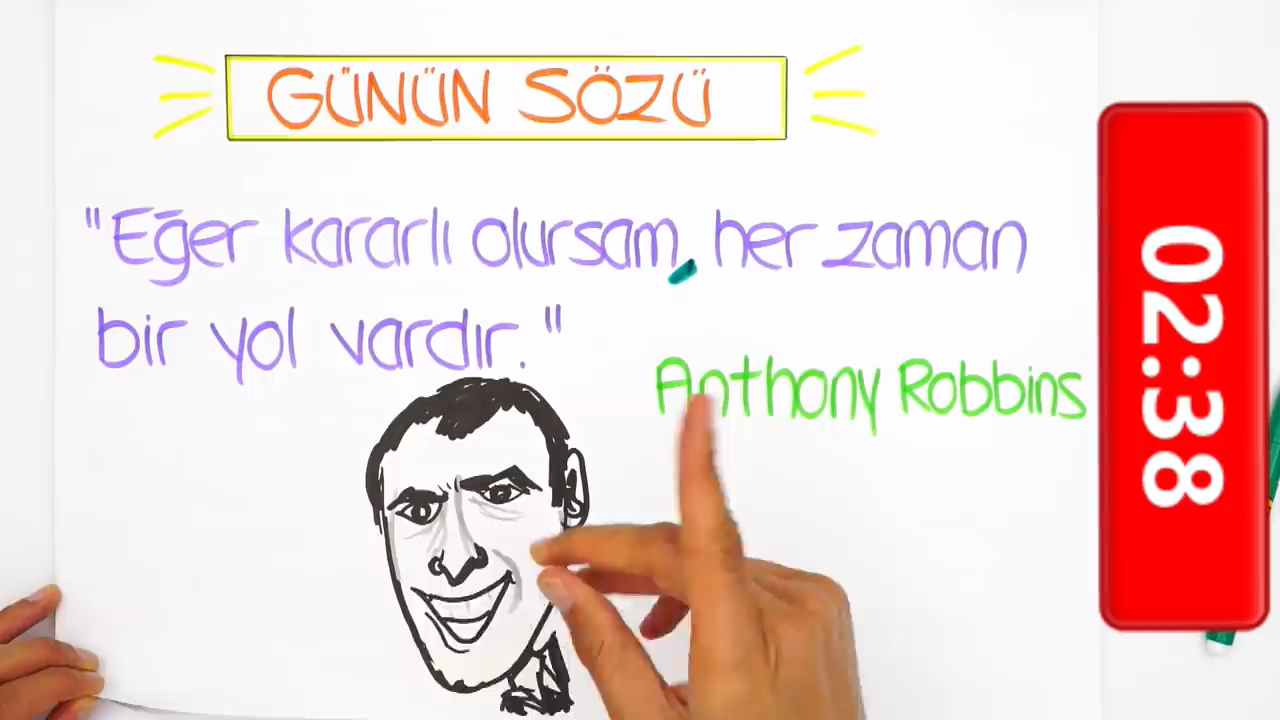 GÜNÜN SÖZÜ
"Eğer kararlı olursam, her zaman
bir yol vardır."
Anthony Robbins
02:38